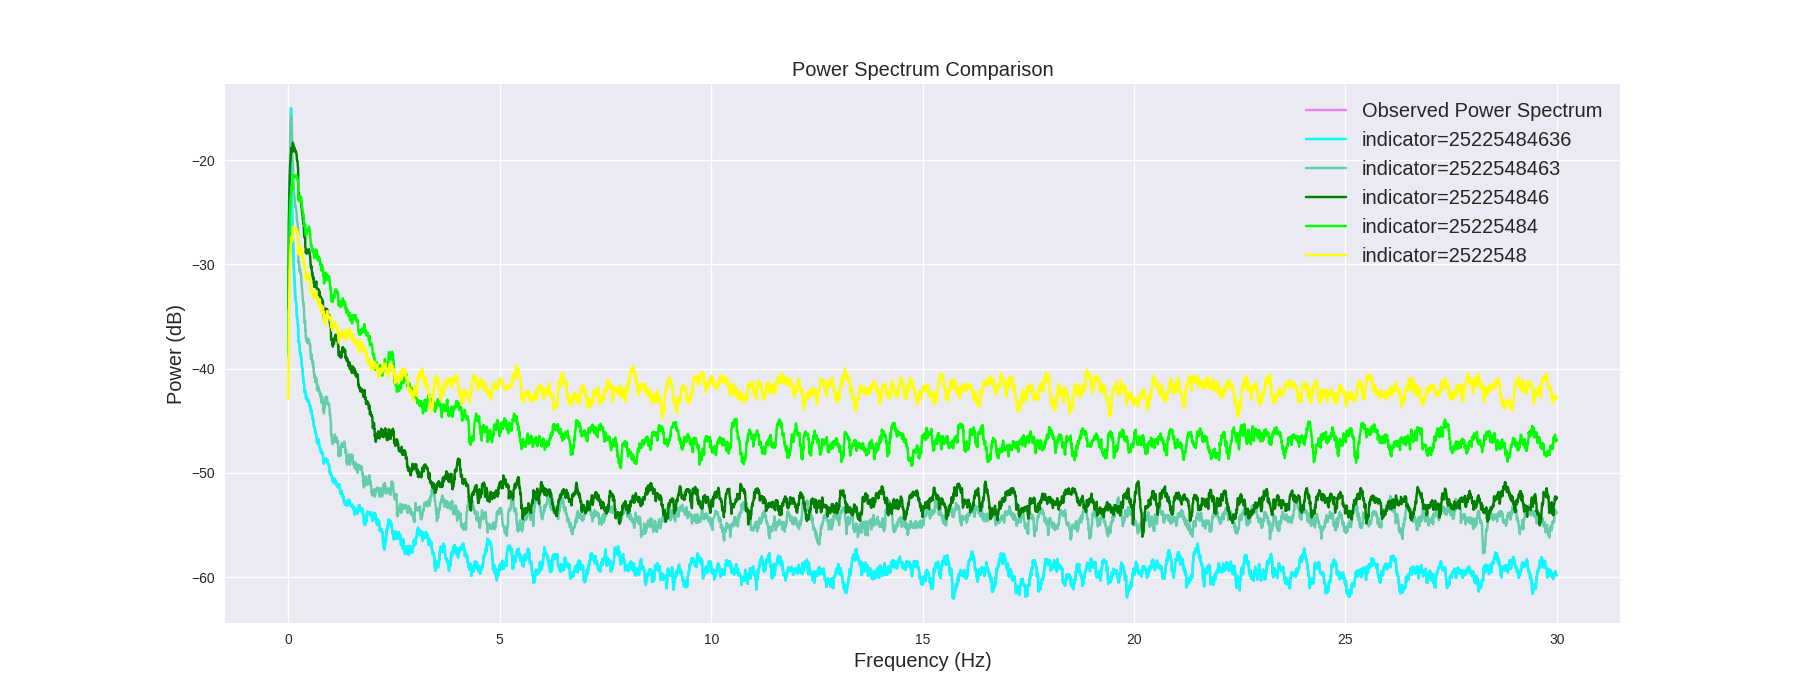 Power Spectrum Comparison
Observed Power Spectrum
indicator=25225484636
indicator=2522548463
indicator=252254846
indicator=25225484
indicator=2522548
Power (dB)
−20
−30
−40
−50
−60
0 5 10 15 20 25 30
Frequency (Hz)